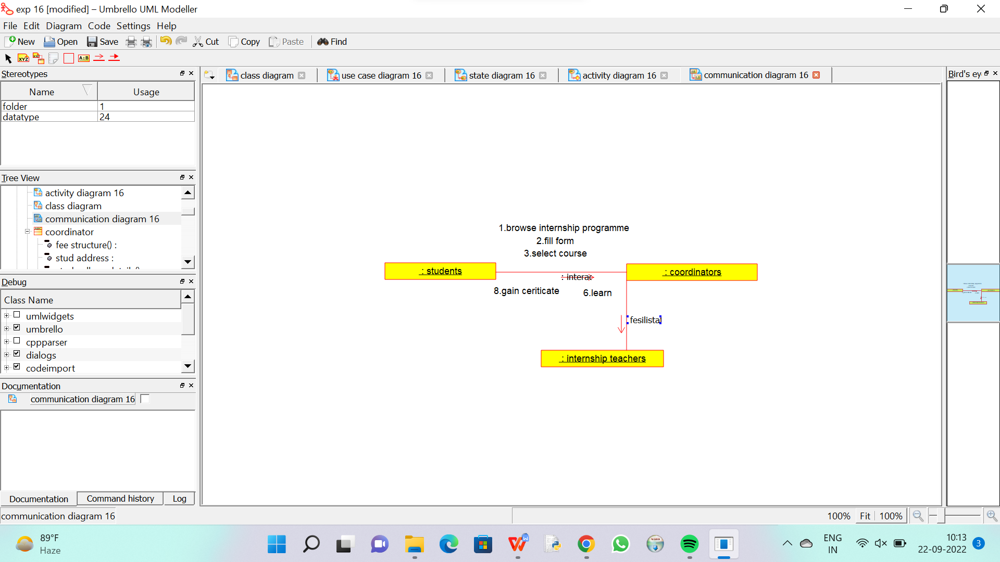 exp 16 [modified] – Umbrello UML Modeller
File Edit Diagram Code Settings Help
New Open Save Cut Copy Paste Find
XYZ XYZ A:B
Stereotypes
Name Usage
folder 1
datatype 24
Tree View
activity diagram 16
class diagram
communication diagram 16
coordinator
fee structure() :
stud address :
Debug
Class Name
umlwidgets
umbrello
cppparser
dialogs
codeimport
Documentation
communication diagram 16
Documentation Command history Log
communication diagram 16
class diagram use case diagram 16 state diagram 16 activity diagram 16 communication diagram 16
1.browse internship programme
2.fill form
3.select course
: students
: coordinators
: interac
8.gain ceriticate
6.learn
fesilistai
: internship teachers
Bird's ey
100% Fit 100%
89°F
Haze
ENG
IN
10:13
22-09-2022
3